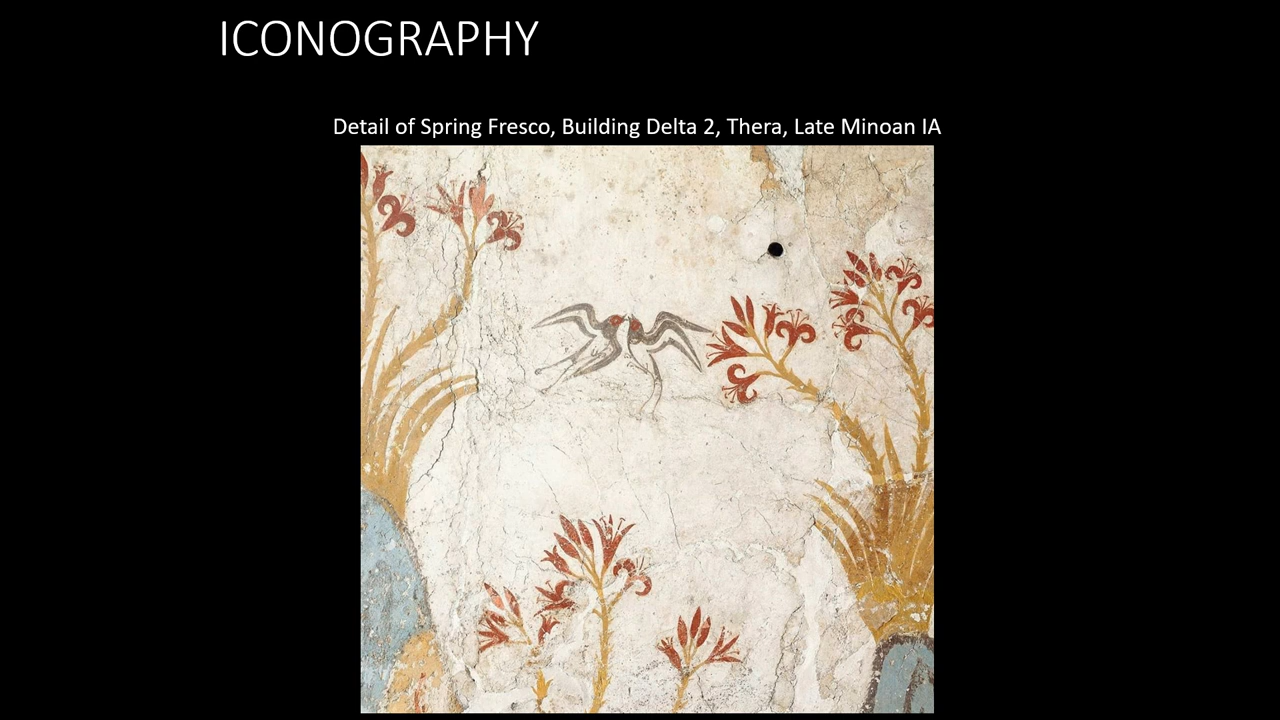 ICONOGRAPHY
Detail of Spring Fresco, Building Delta 2, Thera, Late Minoan IA